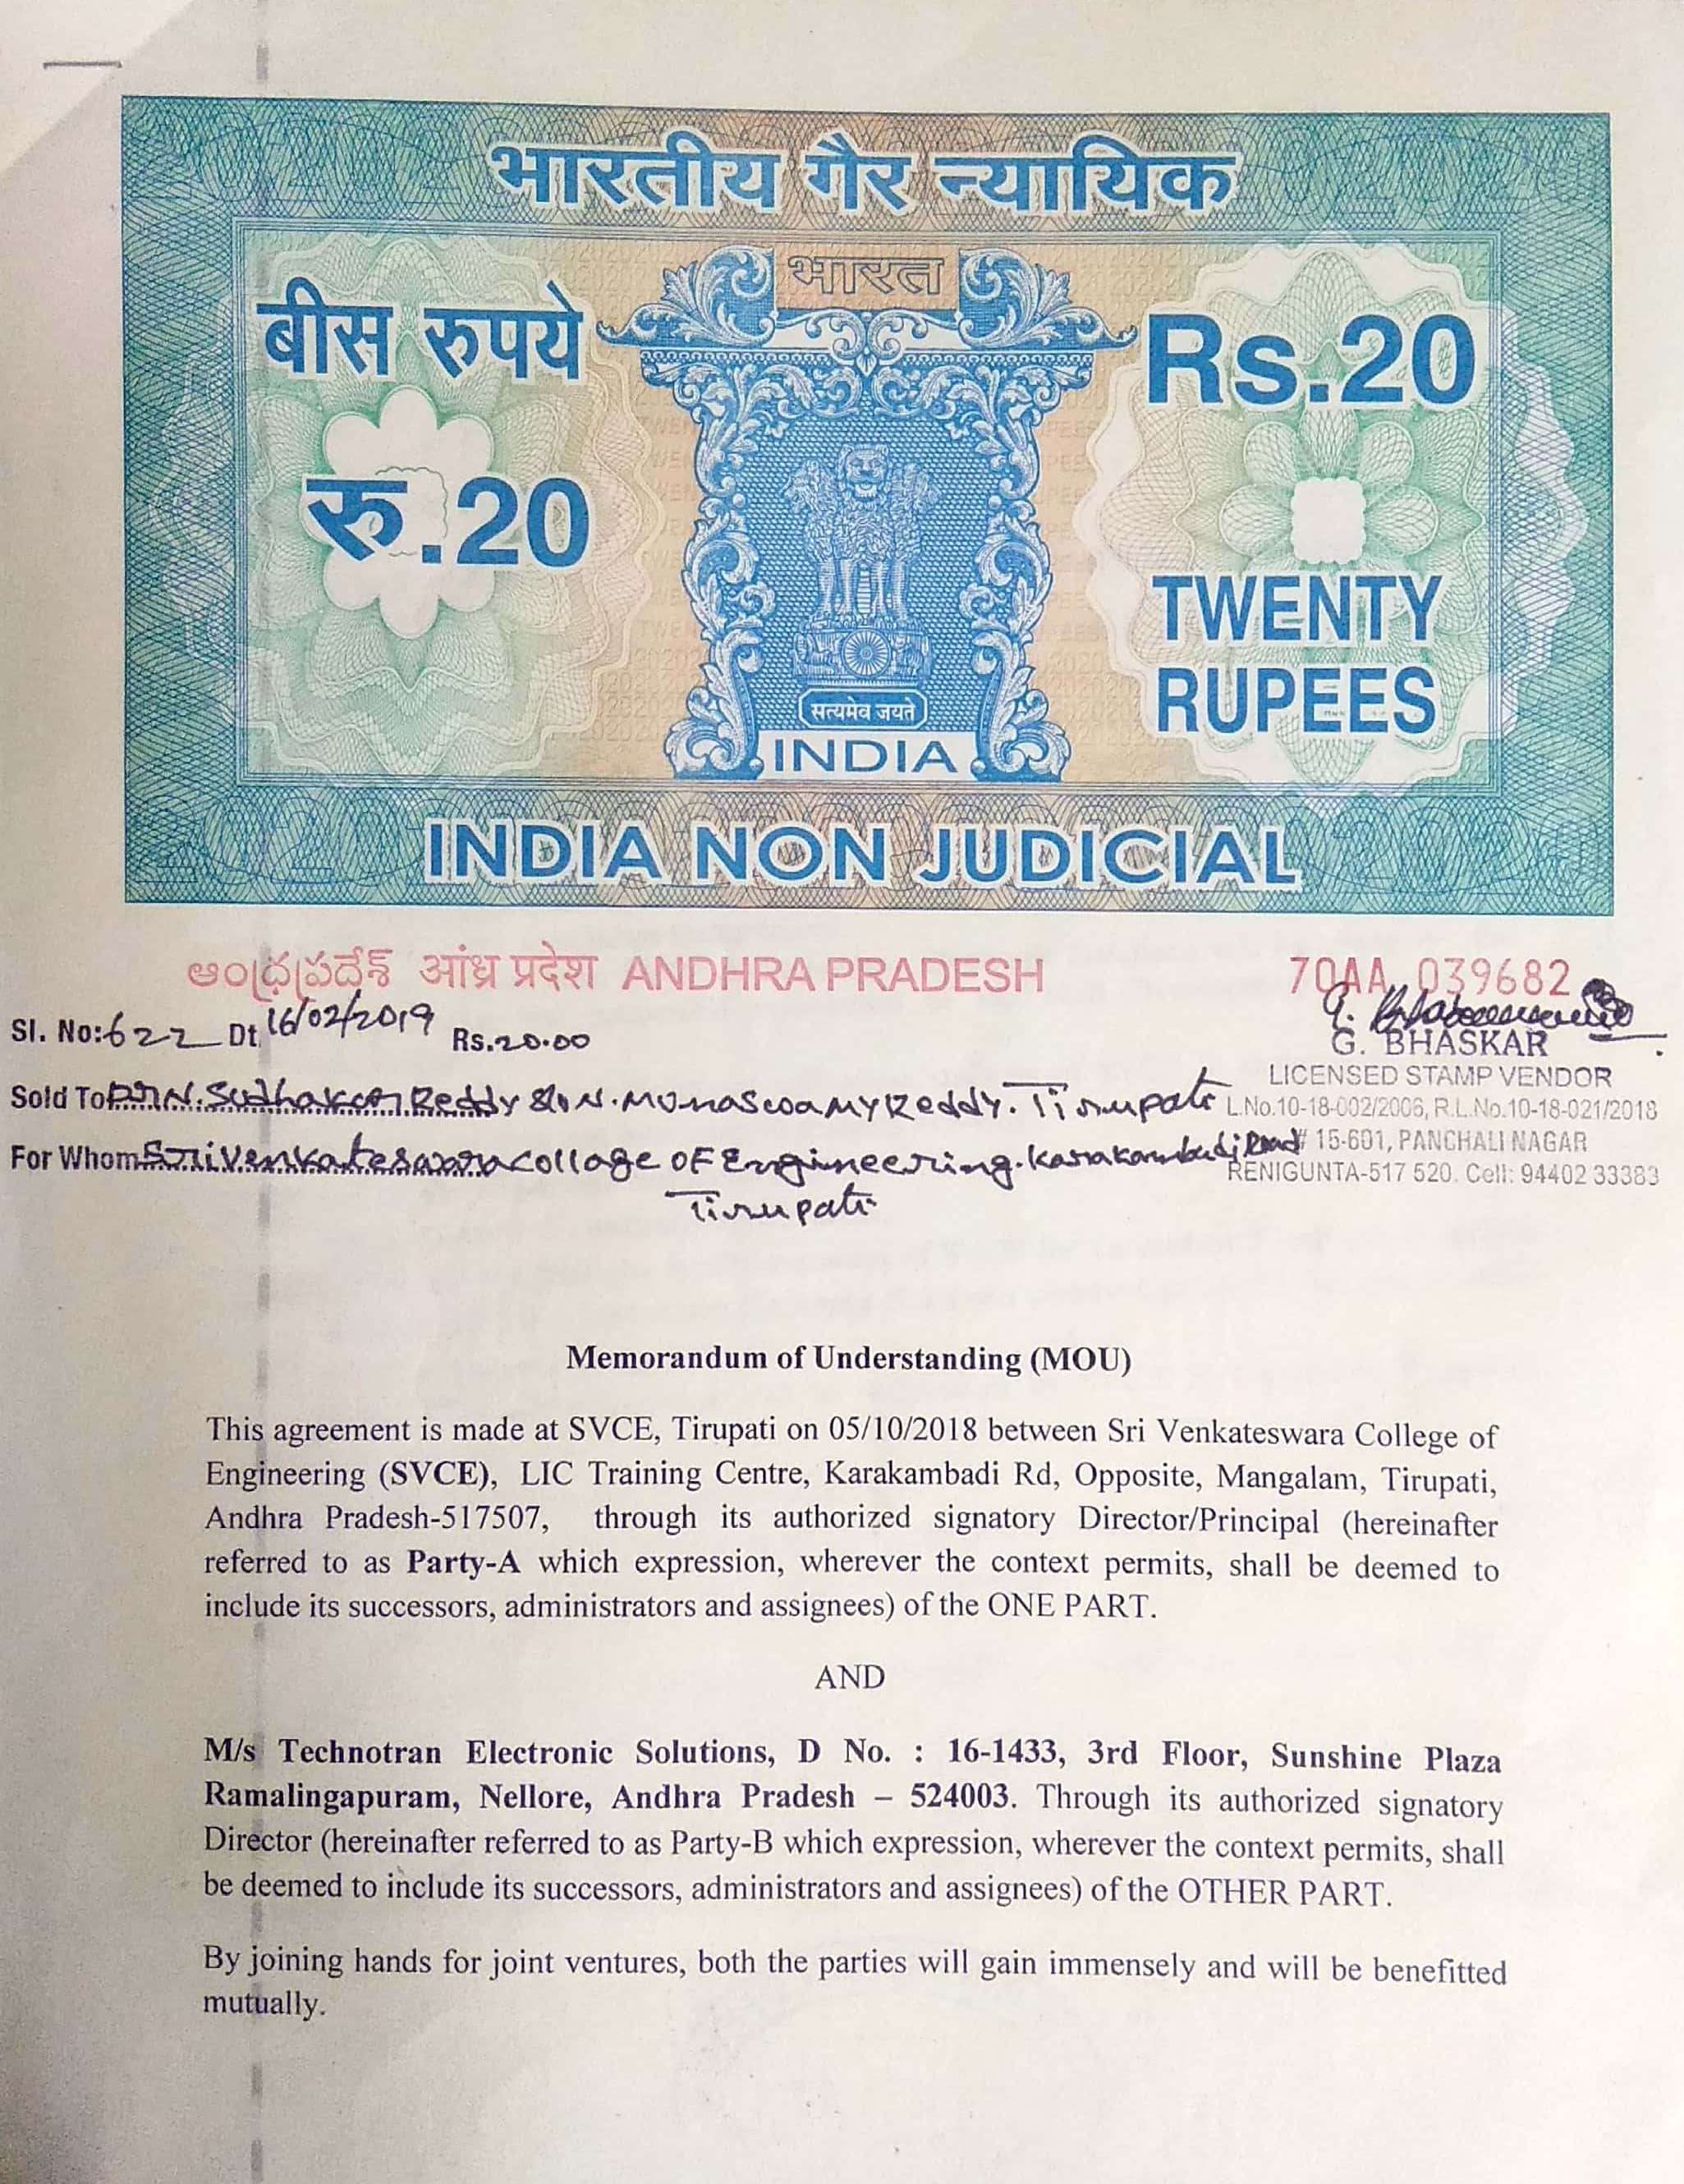 भारतीय गैर न्यायिक
भारत
बीस रुपये
Rs.20
रु.20
TWENTY
RUPEES
सत्यमेव जयते
INDIA
INDIA NON JUDICIAL
ఆంధ్రప్రదేశ్ आंध्र प्रदेश ANDHRA PRADESH
70AA 039682
Sl. No: 622 Dt. 16/02/2019 Rs. 20.00
G. BHASKAR
LICENSED STAMP VENDOR
Sold To N. Sudhakar Reddy S/o N. Munaswamy Reddy. Tirupati
L.No.10-18-002/2006, R.L.No.10-18-021/2018
For Whom Sri Venkateswara College OF Engineering. Karakambadi Road
# 15-601, PANCHALI NAGAR
RENIGUNTA-517 520. Cell: 94402 33383
Tirupati
Memorandum of Understanding (MOU)
This agreement is made at SVCE, Tirupati on 05/10/2018 between Sri Venkateswara College of
Engineering (SVCE), LIC Training Centre, Karakambadi Rd, Opposite, Mangalam, Tirupati,
Andhra Pradesh-517507, through its authorized signatory Director/Principal (hereinafter
referred to as Party-A which expression, wherever the context permits, shall be deemed to
include its successors, administrators and assignees) of the ONE PART.
AND
M/s Technotran Electronic Solutions, D No. : 16-1433, 3rd Floor, Sunshine Plaza
Ramalingapuram, Nellore, Andhra Pradesh – 524003. Through its authorized signatory
Director (hereinafter referred to as Party-B which expression, wherever the context permits, shall
be deemed to include its successors, administrators and assignees) of the OTHER PART.
By joining hands for joint ventures, both the parties will gain immensely and will be benefitted
mutually.